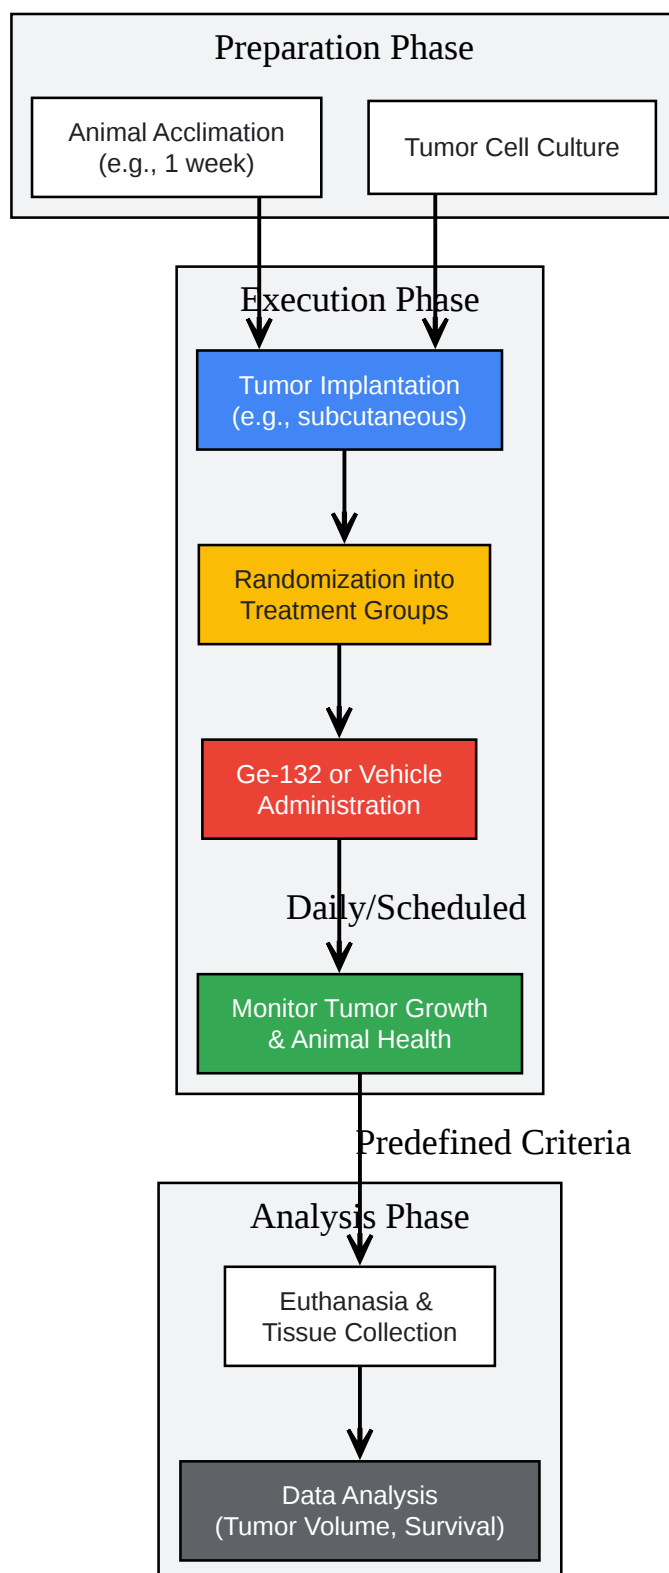 Preparation Phase
Animal Acclimation
(e.g., 1 week)
Tumor Cell Culture
Execution Phase
Tumor Implantation
(e.g., subcutaneous)
Randomization into
Treatment Groups
Ge-132 or Vehicle
Administration
Daily/Scheduled
Monitor Tumor Growth
& Animal Health
Predefined Criteria
Analysis Phase
Euthanasia &
Tissue Collection
Data Analysis
(Tumor Volume, Survival)